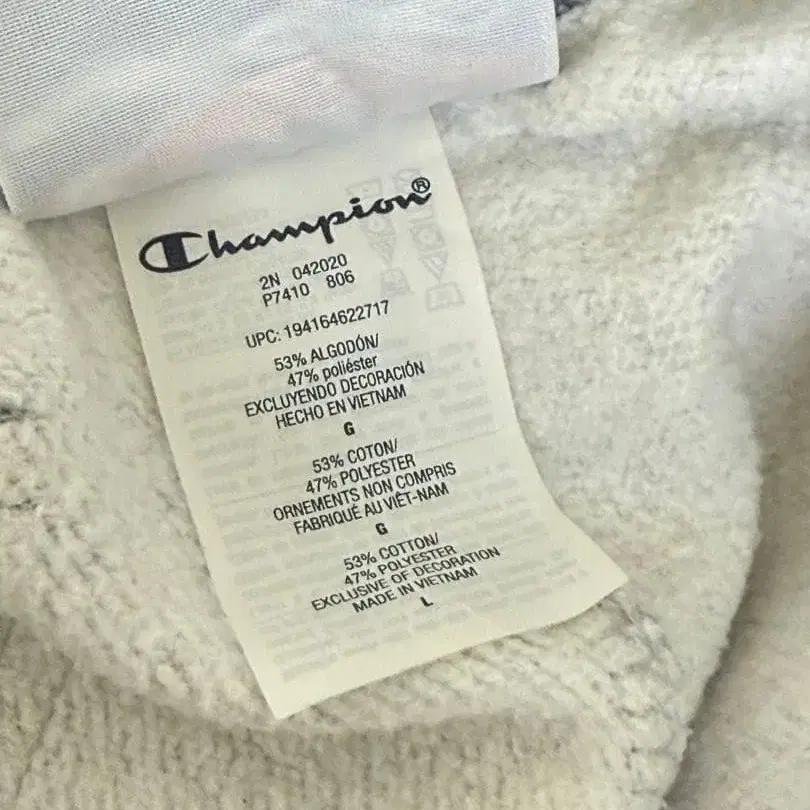 Champion®
2N 042020
P7410 806
UPC: 194164622717
53% ALGODÓN/
47% poliéster
EXCLUYENDO DECORACIÓN
HECHO EN VIETNAM
G
53% COTON/
47% POLYESTER
ORNEMENTS NON COMPRIS
FABRIQUÉ AU VIÊT-NAM
G
53% COTTON/
47% POLYESTER
EXCLUSIVE OF DECORATION
MADE IN VIETNAM
L